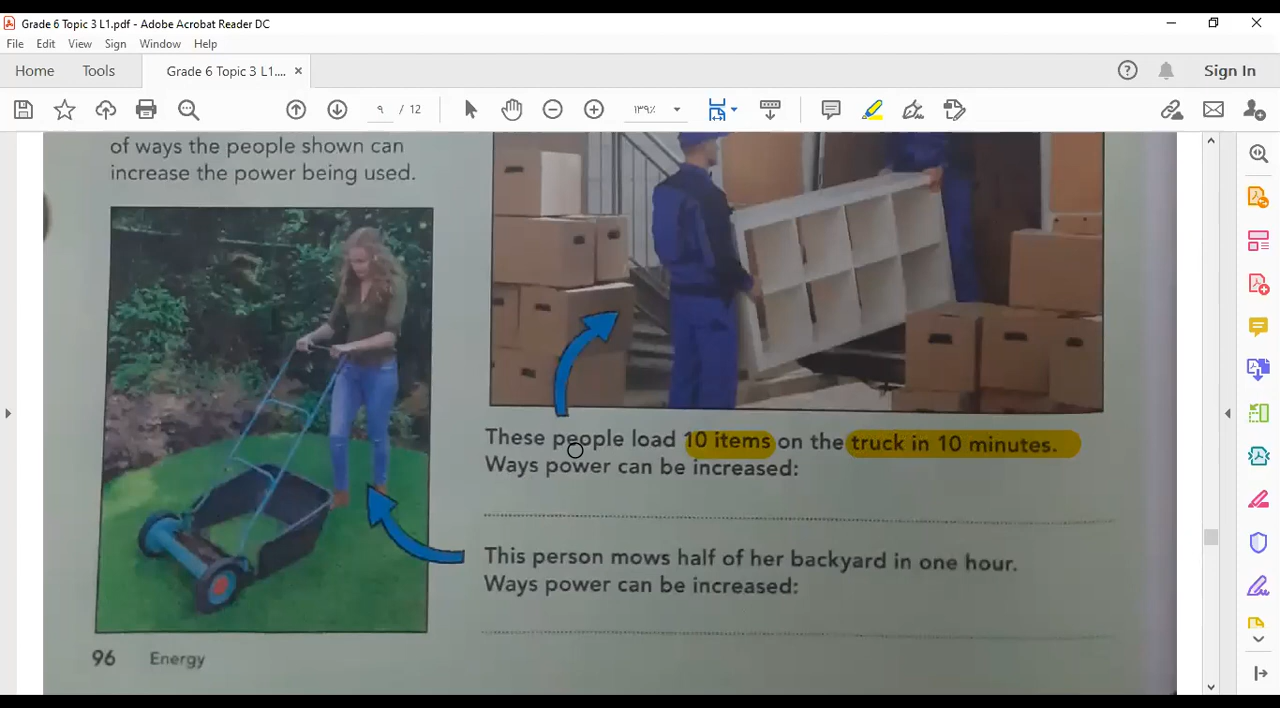 Grade 6 Topic 3 L1.pdf - Adobe Acrobat Reader DC
File Edit View Sign Window Help
Home Tools Grade 6 Topic 3 L1.... × Sign In
٩ / 12 ١٣٩٪
of ways the people shown can
increase the power being used.
These people load 10 items on the truck in 10 minutes.
Ways power can be increased:
This person mows half of her backyard in one hour.
Ways power can be increased:
96 Energy